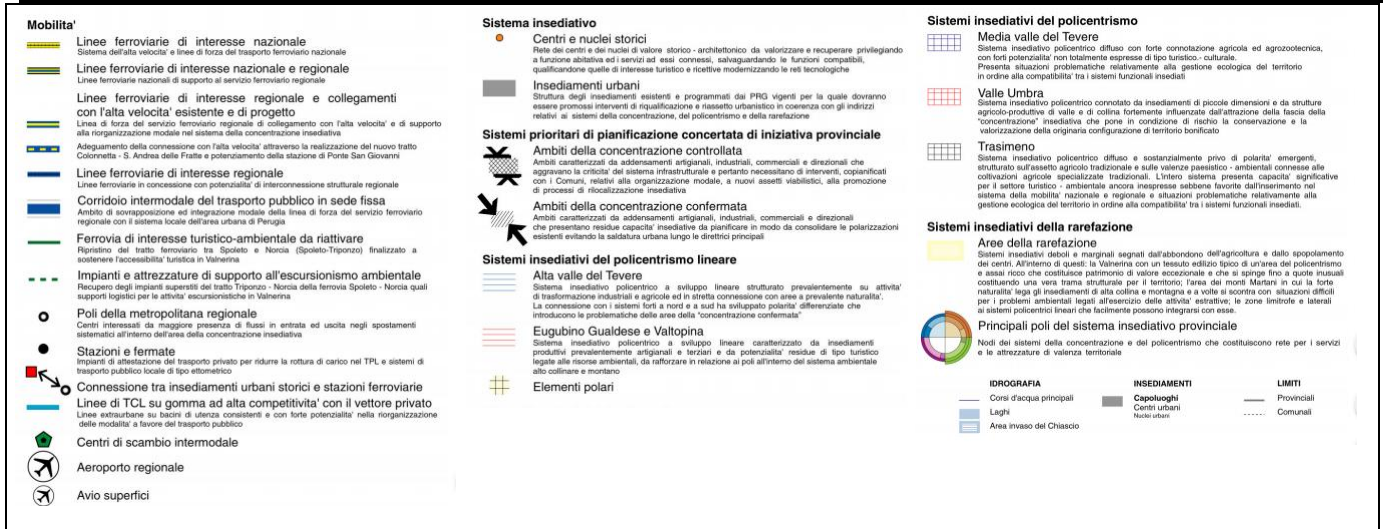 Mobilita'
Linee ferroviarie di interesse nazionale
Sistema dell'alta velocita' e linee di forza del trasporto ferroviario nazionale
Linee ferroviarie di interesse nazionale e regionale
Linee ferroviarie nazionali di supporto al servizio ferroviario regionale
Linee ferroviarie di interesse regionale e collegamenti
con l'alta velocita' esistente e di progetto
Linea di forza del servizio ferroviario regionale di collegamento con l'alta velocita' e di supporto
alla riorganizzazione modale nel sistema della concentrazione insediativa
Adeguamento della connessione con l'alta velocita' attraverso la realizzazione del nuovo tratto
Colonnetta - S. Andrea delle Fratte e potenziamento della stazione di Ponte San Giovanni
Linee ferroviarie di interesse regionale
Linee ferroviarie in concessione con potenzialita' di interconnessione strutturale regionale
Corridoio intermodale del trasporto pubblico in sede fissa
Ambito di sovrapposizione ed integrazione modale della linea di forza del servizio ferroviario
regionale con il sistema locale dell'area urbana di Perugia
Ferrovia di interesse turistico-ambientale da riattivare
Ripristino del tratto ferroviario tra Spoleto e Norcia (Spoleto-Triponzo) finalizzato a
sostenere l'accessibilita' turistica in Valnerina
Impianti e attrezzature di supporto all'escursionismo ambientale
Recupero degli impianti superstiti del tratto Triponzo - Norcia della ferrovia Spoleto - Norcia quali
supporti logistici per le attivita' escursionistiche in Valnerina
Poli della metropolitana regionale
Centri interessati da maggiore presenza di flussi in entrata ed uscita negli spostamenti
sistematici all'interno dell'area della concentrazione insediativa
Stazioni e fermate
Impianti di attestazione del trasporto privato per ridurre la rottura di carico nel TPL e sistemi di
trasporto pubblico locale di tipo ettometrico
Connessione tra insediamenti urbani storici e stazioni ferroviarie
Linee di TCL su gomma ad alta competitivita' con il vettore privato
Linee extraurbane su bacini di utenza consistenti e con forte potenzialita' nella riorganizzazione
delle modalita' a favore del trasporto pubblico
Centri di scambio intermodale
Aeroporto regionale
Avio superfici
Sistema insediativo
Centri e nuclei storici
Rete dei centri e dei nuclei di valore storico - architettonico da valorizzare e recuperare privilegiando
a funzione abitativa ed i servizi ad essi connessi, salvaguardando le funzioni compatibili,
qualificandone quelle di interesse turistico e ricettive modernizzando le reti tecnologiche
Insediamenti urbani
Struttura degli insediamenti esistenti e programmati dai PRG vigenti per la quale dovranno
essere promossi interventi di riqualificazione e riassetto urbanistico in coerenza con gli indirizzi
relativi ai sistemi della concentrazione, del policentrismo e della rarefazione
Sistemi prioritari di pianificazione concertata di iniziativa provinciale
Ambiti della concentrazione controllata
Ambiti caratterizzati da addensamenti artigianali, industriali, commerciali e direzionali che
aggravano la criticita' del sistema infrastrutturale e pertanto necessitano di interventi, copianificati
con i Comuni, relativi alla organizzazione modale, a nuovi assetti viabilistici, alla promozione
di processi di rilocalizzazione insediativa
Ambiti della concentrazione confermata
Ambiti caratterizzati da addensamenti artigianali, industriali, commerciali e direzionali
che presentano residue capacita' insediative da pianificare in modo da consolidare le polarizzazioni
esistenti evitando la saldatura urbana lungo le direttrici principali
Sistemi insediativi del policentrismo lineare
Alta valle del Tevere
Sistema insediativo policentrico a sviluppo lineare strutturato prevalentemente su attivita'
di trasformazione industriali e agricole ed in stretta connessione con aree a prevalente naturalita'.
La connessione con i sistemi forti a nord e a sud ha sviluppato polarita' differenziate che
introducono le problematiche delle aree della "concentrazione confermata"
Eugubino Gualdese e Valtopina
Sistema insediativo policentrico a sviluppo lineare caratterizzato da insediamenti
produttivi prevalentemente artigianali e terziari e da potenzialita' residue di tipo turistico
legate alle risorse ambientali, da rafforzare in relazione ai poli all'interno del sistema ambientale
alto collinare e montano
Elementi polari
Sistemi insediativi del policentrismo
Media valle del Tevere
Sistema insediativo policentrico diffuso con forte connotazione agricola ed agrozootecnica,
con forti potenzialita' non totalmente espresse di tipo turistico.- culturale.
Presenta situazioni problematiche relativamente alla gestione ecologica del territorio
in ordine alla compatibilita' tra i sistemi funzionali insediati
Valle Umbra
Sistema insediativo policentrico connotato da insediamenti di piccole dimensioni e da strutture
agricolo-produttive di valle e di collina fortemente influenzate dall'attrazione della fascia della
"concentrazione" insediativa che pone in condizione di rischio la conservazione e la
valorizzazione della originaria configurazione di territorio bonificato
Trasimeno
Sistema insediativo policentrico diffuso e sostanzialmente privo di polarita' emergenti,
strutturato sull'assetto agricolo tradizionale e sulle valenze paesistico - ambientali connesse alle
coltivazioni agricole specializzate tradizionali. L'intero sistema presenta capacita' significative
per il settore turistico - ambientale ancora inespresse sebbene favorite dall'inserimento nel
sistema della mobilita' nazionale e regionale e situazioni problematiche relativamente alla
gestione ecologica del territorio in ordine alla compatibilita' tra i sistemi funzionali insediati.
Sistemi insediativi della rarefazione
Aree della rarefazione
Sistemi insediativi deboli e marginali segnati dall'abbondono dell'agricoltura e dallo spopolamento
dei centri. All'interno di questi: la Valnerina con un tessuto edilizio tipico di un'area del policentrismo
e assai ricco che costituisce patrimonio di valore eccezionale e che si spinge fino a quote inusuali
costituendo una vera trama strutturale per il territorio; l'area dei monti Martani in cui la forte
naturalita' lega gli insediamenti di alta collina e montagna e a volte si scontra con situazioni difficili
per i problemi ambientali legati all'esercizio delle attivita' estrattive; le zone limitrofe e laterali
ai sistemi policentrici lineari che facilmente possono integrarsi con esse.
Principali poli del sistema insediativo provinciale
Nodi dei sistemi della concentrazione e del policentrismo che costituiscono rete per i servizi
e le attrezzature di valenza territoriale
IDROGRAFIA
Corsi d'acqua principali
Laghi
Area invaso del Chiascio
INSEDIAMENTI
Capoluoghi
Centri urbani
Nuclei urbani
LIMITI
Provinciali
Comunali